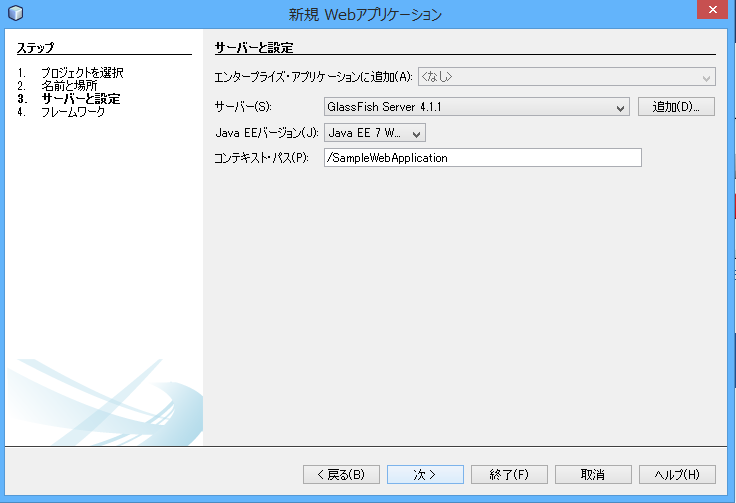 新規 Webアプリケーション
ステップ
1. プロジェクトを選択
2. 名前と場所
3. サーバーと設定
4. フレームワーク
サーバーと設定
エンタープライズ・アプリケーションに追加(A): <なし>
サーバー(S): GlassFish Server 4.1.1 追加(D)...
Java EEバージョン(J): Java EE 7 W...
コンテキスト・パス(P): /SampleWebApplication
< 戻る(B) 次 > 終了(F) 取消 ヘルプ(H)